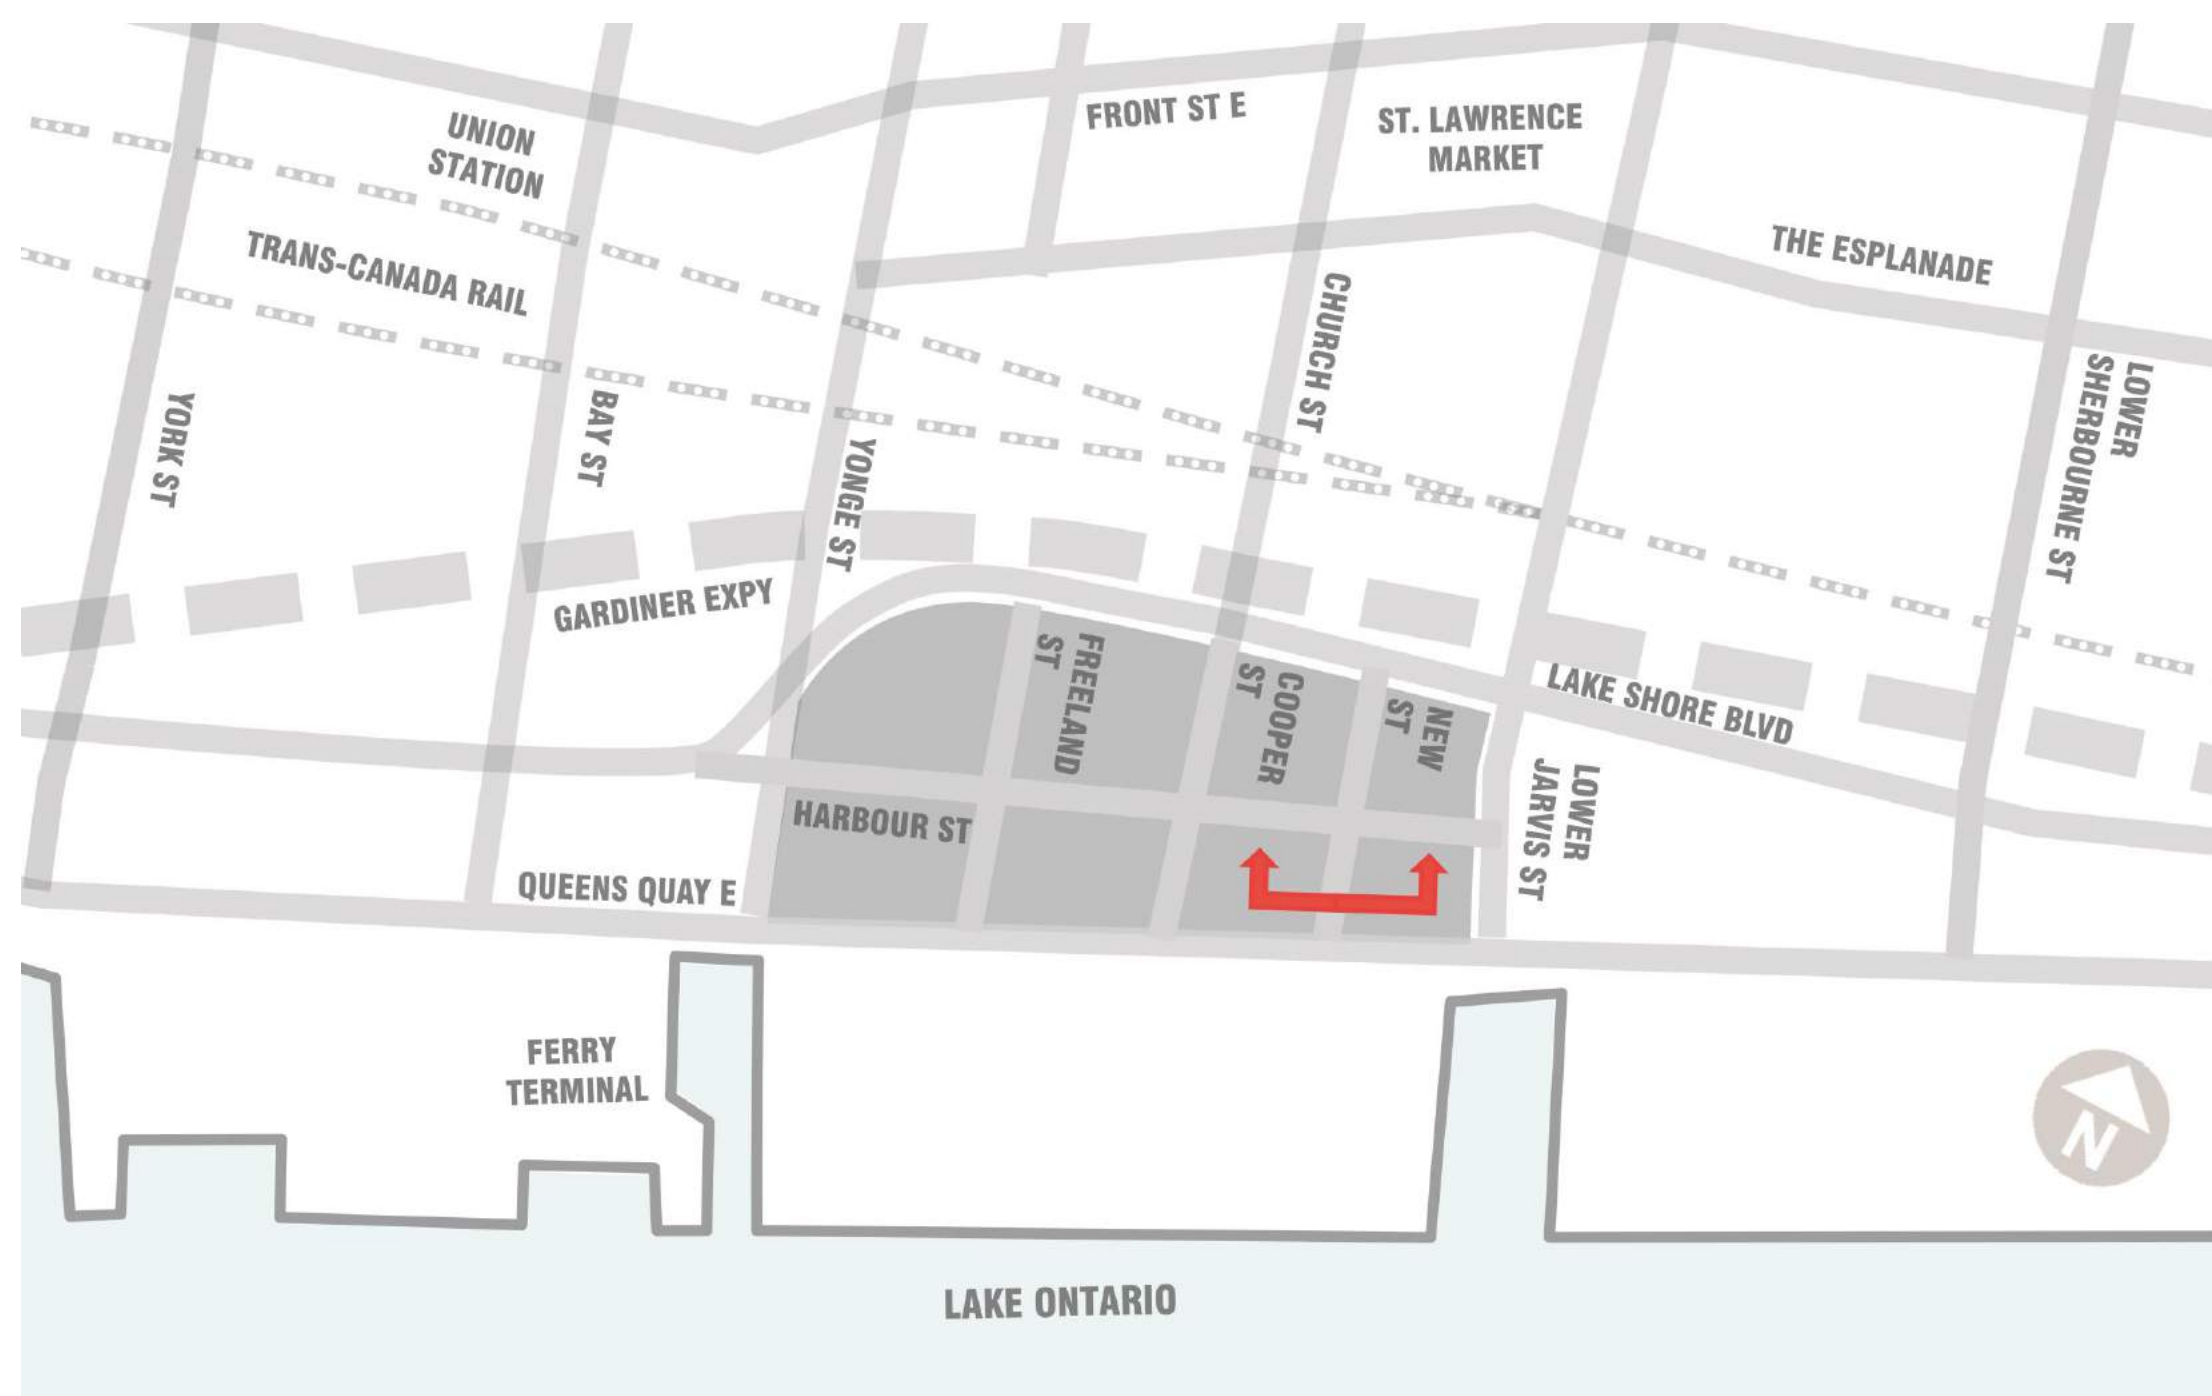 FRONT ST E
ST. LAWRENCE
MARKET
UNION
STATION
THE ESPLANADE
TRANS-CANADA RAIL
CHURCH ST
LOWER
SHERBOURNE ST
YORK ST
BAY ST
YONGE ST
GARDINER EXPY
FREELAND
ST
COOPER
ST
NEW
ST
LAKE SHORE BLVD
LOWER
JARVIS ST
HARBOUR ST
QUEENS QUAY E
FERRY
TERMINAL
N
LAKE ONTARIO